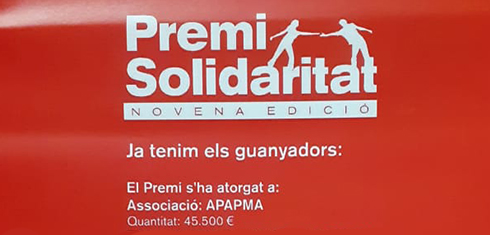 Premi
Solidaritat
NOVENA EDICIÓ
Ja tenim els guanyadors:
El Premi s'ha atorgat a:
Associació: APAPMA
Quantitat: 45.500 €